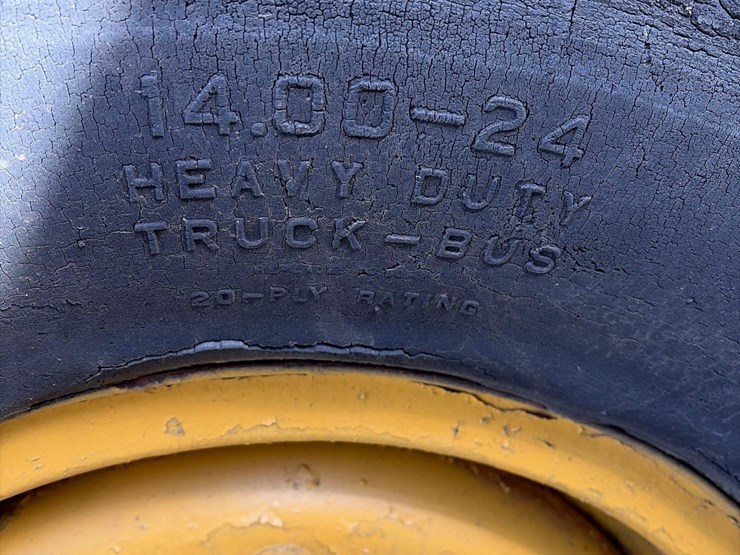 14.00-24
HEAVY DUTY
TRUCK-BUS
20-PLY RATING